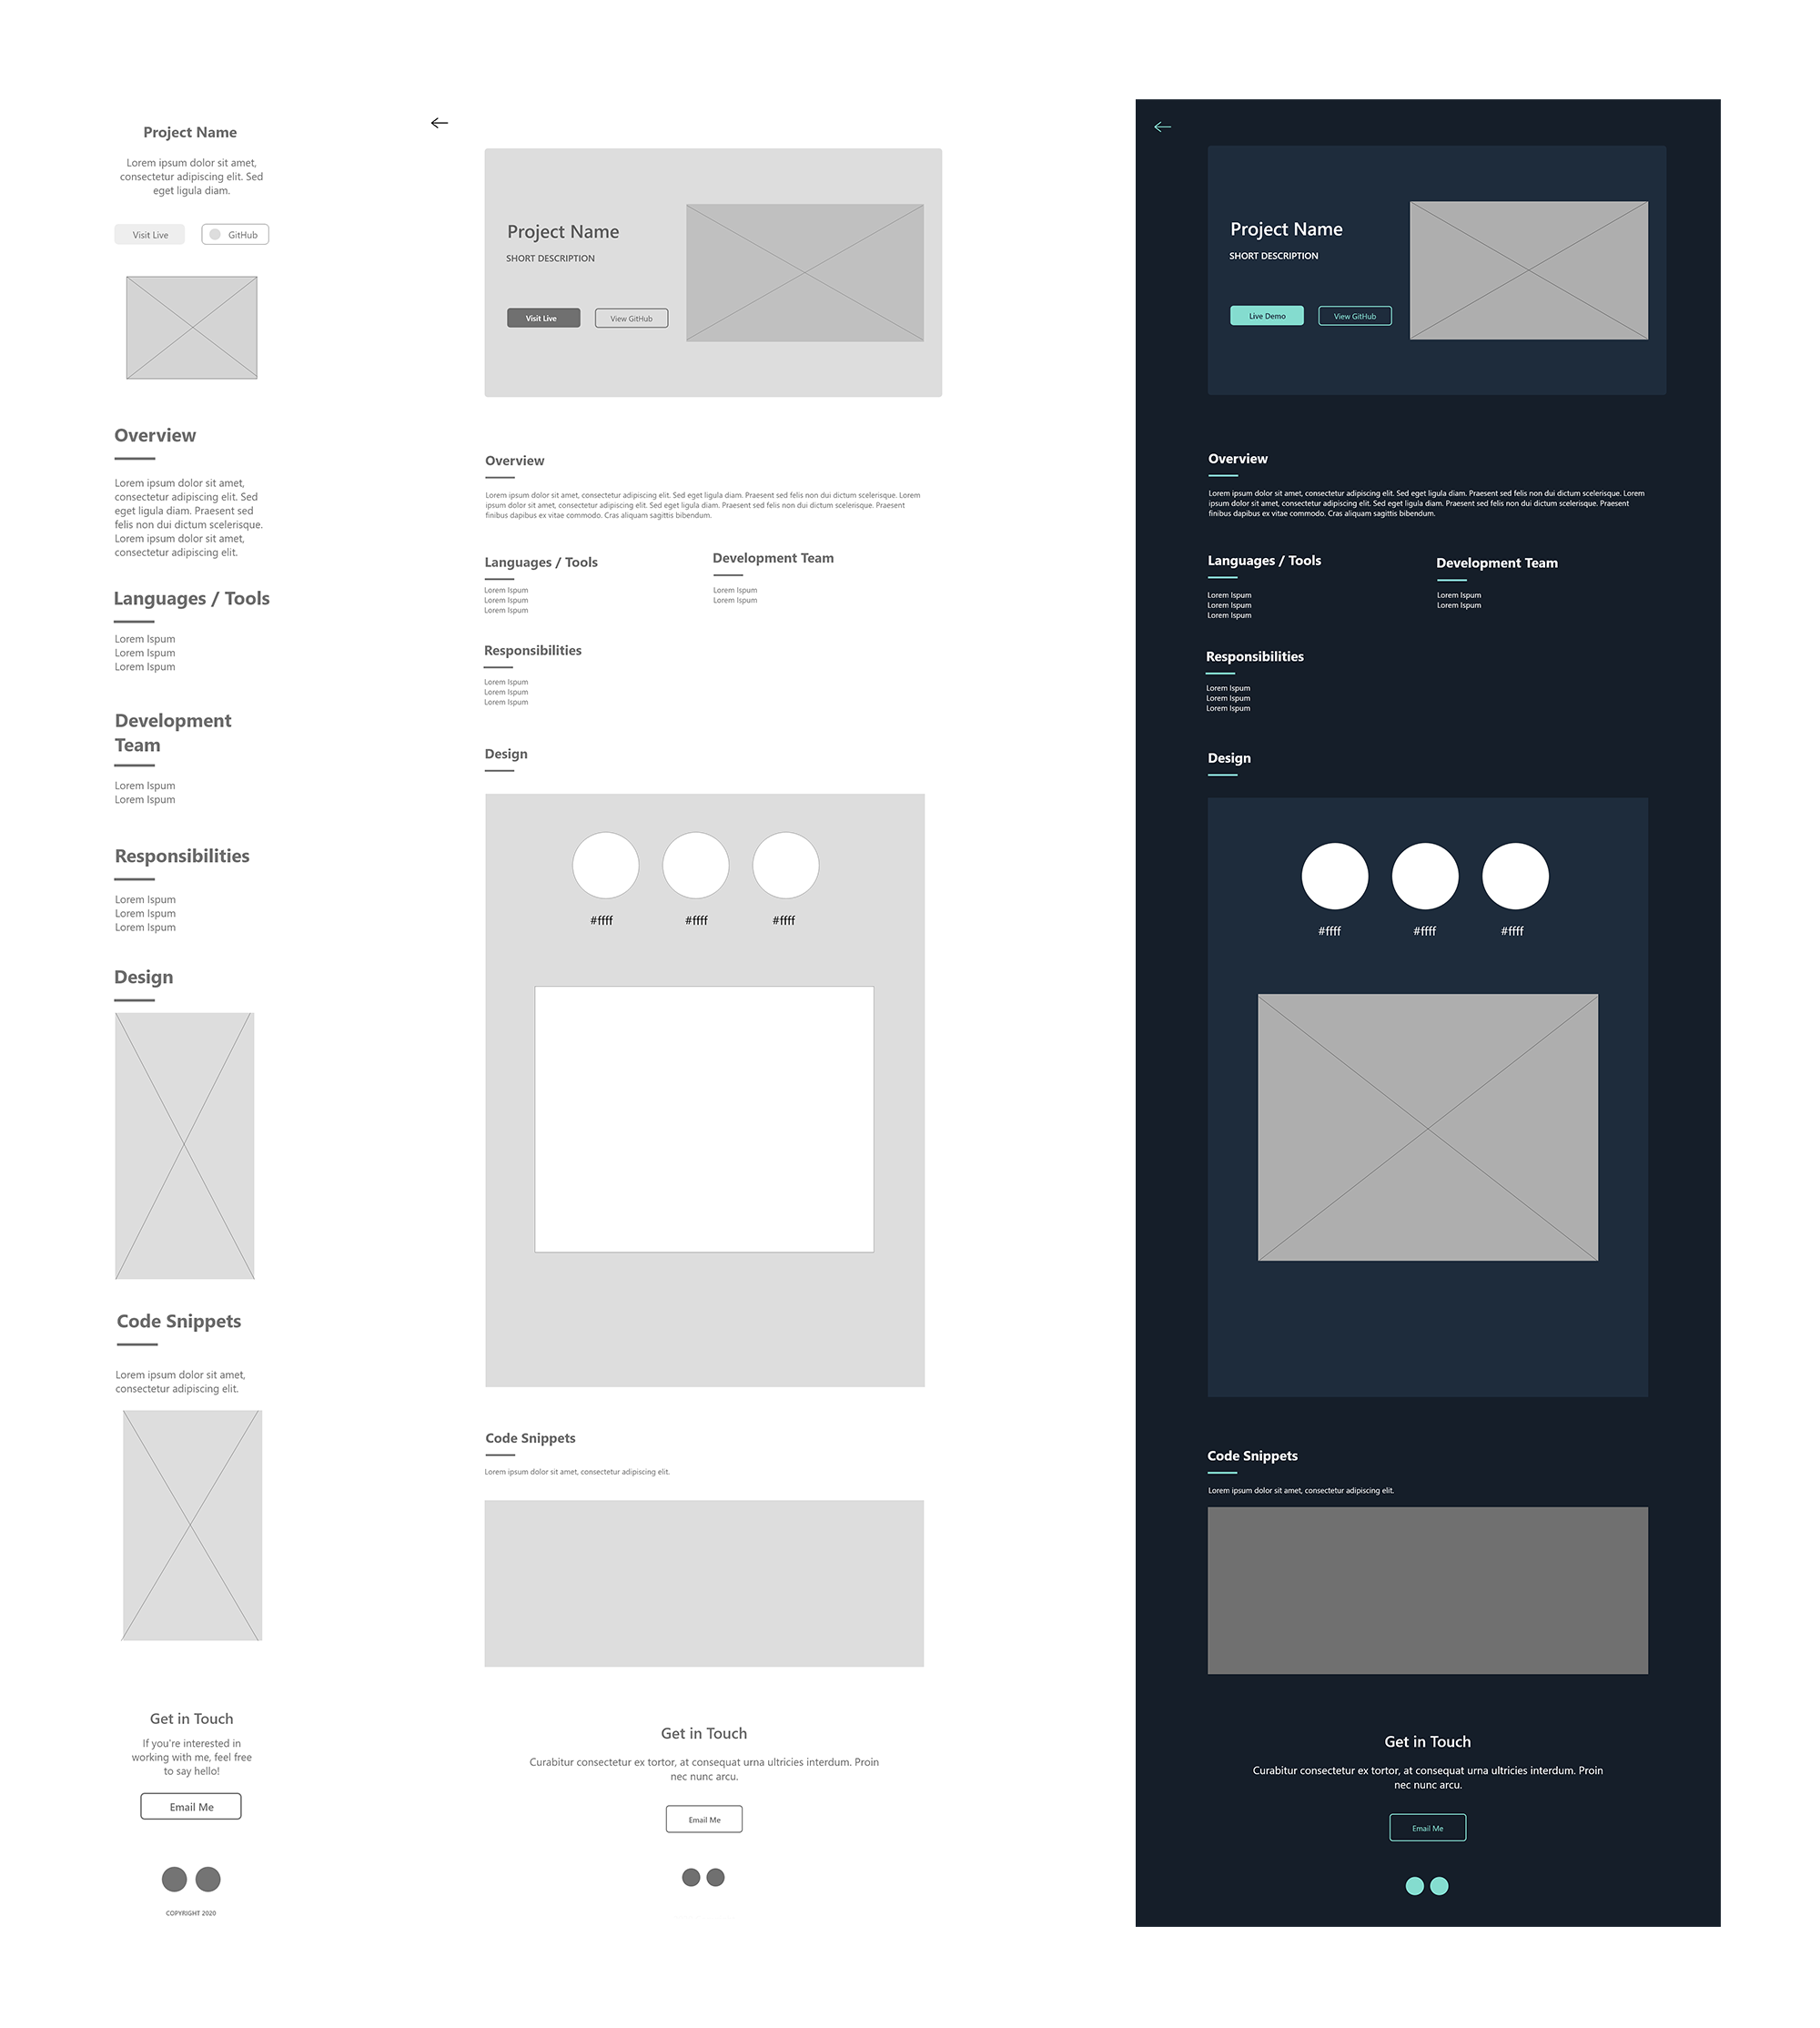 Project Name
Lorem ipsum dolor sit amet,
consectetur adipiscing elit. Sed
eget ligula diam.
Visit Live
GitHub
Overview
Lorem ipsum dolor sit amet,
consectetur adipiscing elit. Sed
eget ligula diam. Praesent sed
felis non dui dictum scelerisque.
Lorem ipsum dolor sit amet,
consectetur adipiscing elit.
Languages / Tools
Lorem Ispum
Lorem Ispum
Lorem Ispum
Development
Team
Lorem Ispum
Lorem Ispum
Responsibilities
Lorem Ispum
Lorem Ispum
Lorem Ispum
Design
Code Snippets
Lorem ipsum dolor sit amet,
consectetur adipiscing elit.
Get in Touch
If you're interested in
working with me, feel free
to say hello!
Email Me
COPYRIGHT 2020
Project Name
SHORT DESCRIPTION
Visit Live
View GitHub
Overview
Lorem ipsum dolor sit amet, consectetur adipiscing elit. Sed eget ligula diam. Praesent sed felis non dui dictum scelerisque. Lorem
ipsum dolor sit amet, consectetur adipiscing elit. Sed eget ligula diam. Praesent sed felis non dui dictum scelerisque. Praesent
finibus dapibus ex vitae commodo. Cras aliquam sagittis bibendum.
Languages / Tools
Lorem Ispum
Lorem Ispum
Lorem Ispum
Development Team
Lorem Ispum
Lorem Ispum
Responsibilities
Lorem Ispum
Lorem Ispum
Lorem Ispum
Design
#ffff
#ffff
#ffff
Code Snippets
Lorem ipsum dolor sit amet, consectetur adipiscing elit.
Get in Touch
Curabitur consectetur ex tortor, at consequat urna ultricies interdum. Proin
nec nunc arcu.
Email Me
Project Name
SHORT DESCRIPTION
Live Demo
View GitHub
Overview
Lorem ipsum dolor sit amet, consectetur adipiscing elit. Sed eget ligula diam. Praesent sed felis non dui dictum scelerisque. Lorem
ipsum dolor sit amet, consectetur adipiscing elit. Sed eget ligula diam. Praesent sed felis non dui dictum scelerisque. Praesent
finibus dapibus ex vitae commodo. Cras aliquam sagittis bibendum.
Languages / Tools
Lorem Ispum
Lorem Ispum
Lorem Ispum
Development Team
Lorem Ispum
Lorem Ispum
Responsibilities
Lorem Ispum
Lorem Ispum
Lorem Ispum
Design
#ffff
#ffff
#ffff
Code Snippets
Lorem ipsum dolor sit amet, consectetur adipiscing elit.
Get in Touch
Curabitur consectetur ex tortor, at consequat urna ultricies interdum. Proin
nec nunc arcu.
Email Me